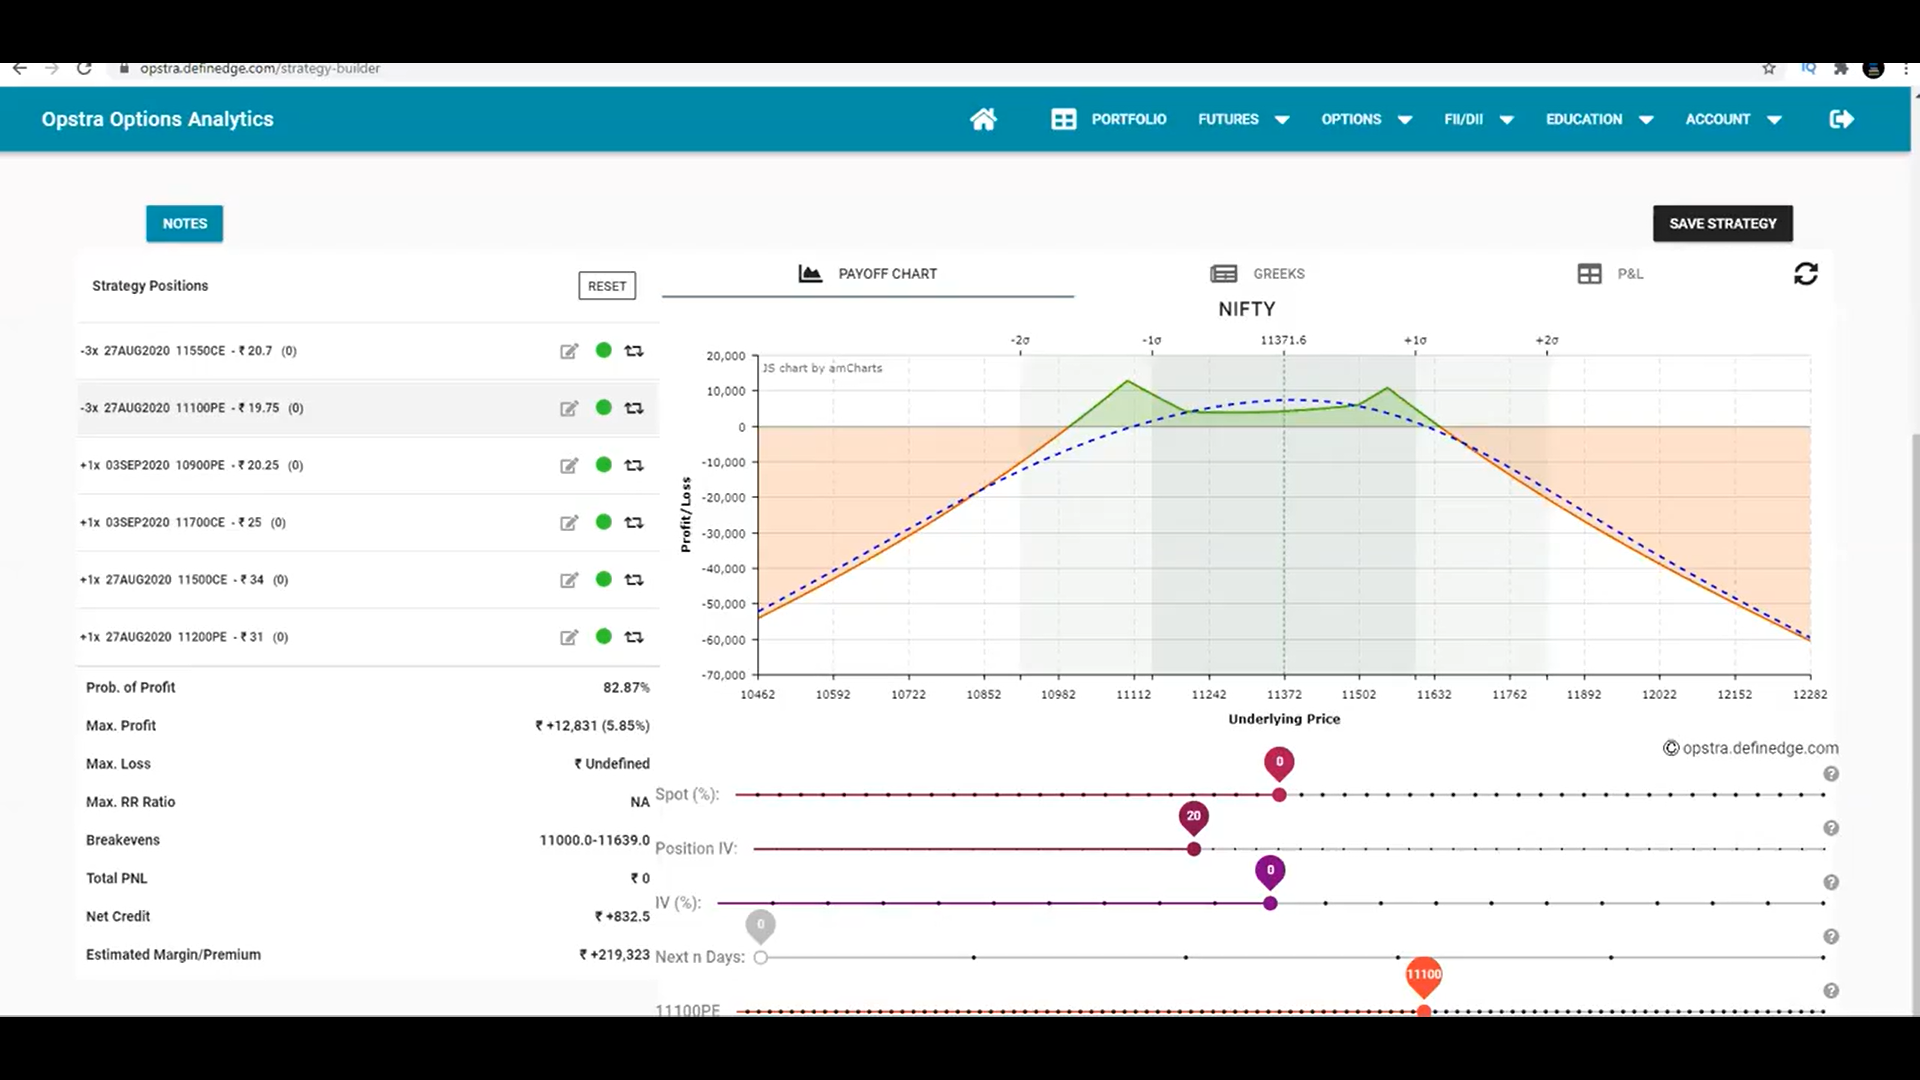 opstra.definedge.com/strategy-builder
Opstra Options Analytics
PORTFOLIO FUTURES OPTIONS FII/DII EDUCATION ACCOUNT
NOTES
SAVE STRATEGY
Strategy Positions
RESET
-3x 27AUG2020 11550CE - ₹ 20.7 (0)
-3x 27AUG2020 11100PE - ₹ 19.75 (0)
+1x 03SEP2020 10900PE - ₹ 20.25 (0)
+1x 03SEP2020 11700CE - ₹ 25 (0)
+1x 27AUG2020 11500CE - ₹ 34 (0)
+1x 27AUG2020 11200PE - ₹ 31 (0)
Prob. of Profit 82.87%
Max. Profit ₹ +12,831 (5.85%)
Max. Loss ₹ Undefined
Max. RR Ratio NA
Breakevens 11000.0-11639.0
Total PNL ₹ 0
Net Credit ₹ +832.5
Estimated Margin/Premium ₹ +219,323
PAYOFF CHART GREEKS P&L
NIFTY
-2σ -1σ 11371.6 +1σ +2σ
JS chart by amCharts
20,000
10,000
0
-10,000
-20,000
-30,000
-40,000
-50,000
-60,000
-70,000
Profit/Loss
10462 10592 10722 10852 10982 11112 11242 11372 11502 11632 11762 11892 12022 12152 12282
Underlying Price
© opstra.definedge.com
0
Spot (%):
20
Position IV:
0
IV (%):
0
Next n Days:
11100
11100PE